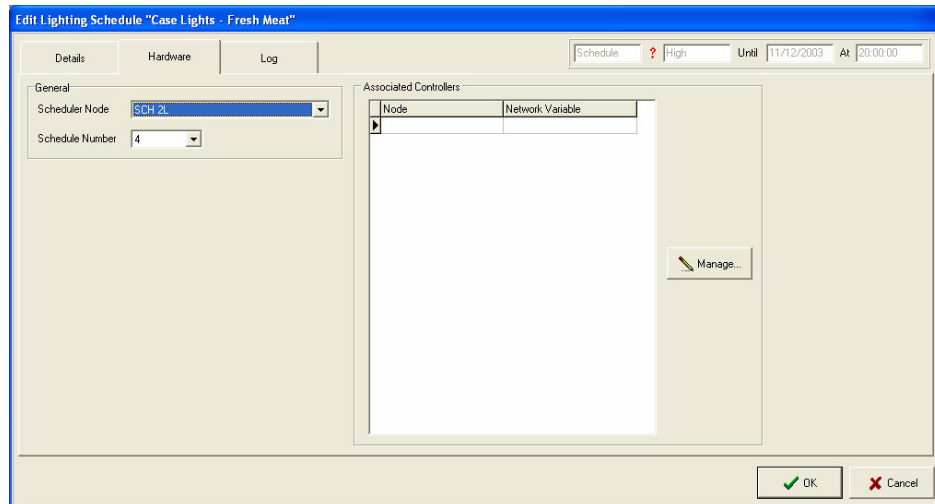 Edit Lighting Schedule "Case Lights - Fresh Meat"
Details Hardware Log
Schedule ? High Until 11/12/2003 At 20:00:00
General
Scheduler Node SCH 2L
Schedule Number 4
Associated Controllers
Node Network Variable
Manage...
OK Cancel